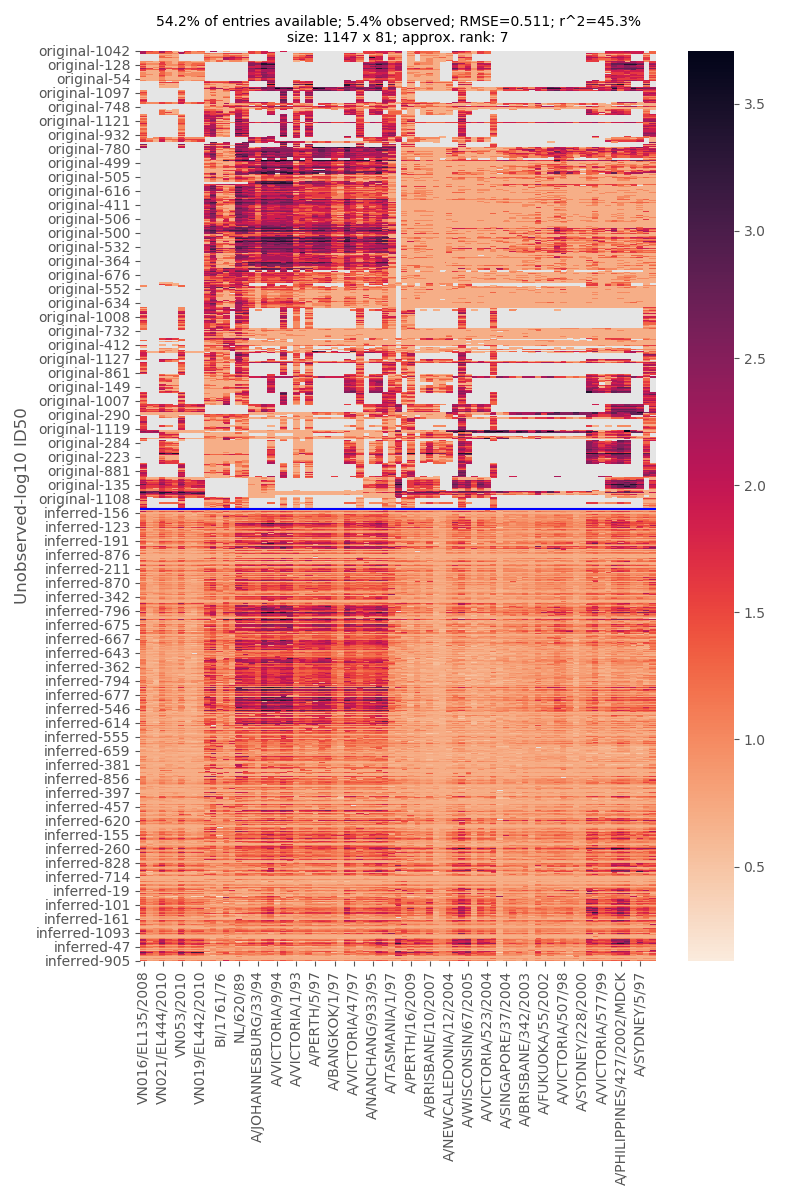 54.2% of entries available; 5.4% observed; RMSE=0.511; r^2=45.3%
size: 1147 x 81; approx. rank: 7
Unobserved-log10 ID50
original-1042
original-128
original-54
original-1097
original-748
original-1121
original-932
original-780
original-499
original-505
original-616
original-411
original-506
original-500
original-532
original-364
original-676
original-552
original-634
original-1008
original-732
original-412
original-1127
original-861
original-149
original-1007
original-290
original-1119
original-284
original-223
original-881
original-135
original-1108
inferred-156
inferred-123
inferred-191
inferred-876
inferred-211
inferred-870
inferred-342
inferred-796
inferred-675
inferred-667
inferred-643
inferred-362
inferred-794
inferred-677
inferred-546
inferred-614
inferred-555
inferred-659
inferred-381
inferred-856
inferred-397
inferred-457
inferred-620
inferred-155
inferred-260
inferred-828
inferred-714
inferred-19
inferred-101
inferred-161
inferred-1093
inferred-47
inferred-905
VN016/EL135/2008
VN021/EL444/2010
VN053/2010
VN019/EL442/2010
BI/1761/76
NL/620/89
A/JOHANNESBURG/33/94
A/VICTORIA/9/94
A/VICTORIA/1/93
A/PERTH/5/97
A/BANGKOK/1/97
A/VICTORIA/47/97
A/NANCHANG/933/95
A/TASMANIA/1/97
A/PERTH/16/2009
A/BRISBANE/10/2007
A/NEWCALEDONIA/12/2004
A/WISCONSIN/67/2005
A/VICTORIA/523/2004
A/SINGAPORE/37/2004
A/BRISBANE/342/2003
A/FUKUOKA/55/2002
A/VICTORIA/507/98
A/SYDNEY/228/2000
A/VICTORIA/577/99
A/PHILIPPINES/427/2002/MDCK
A/SYDNEY/5/97
3.5
3.0
2.5
2.0
1.5
1.0
0.5